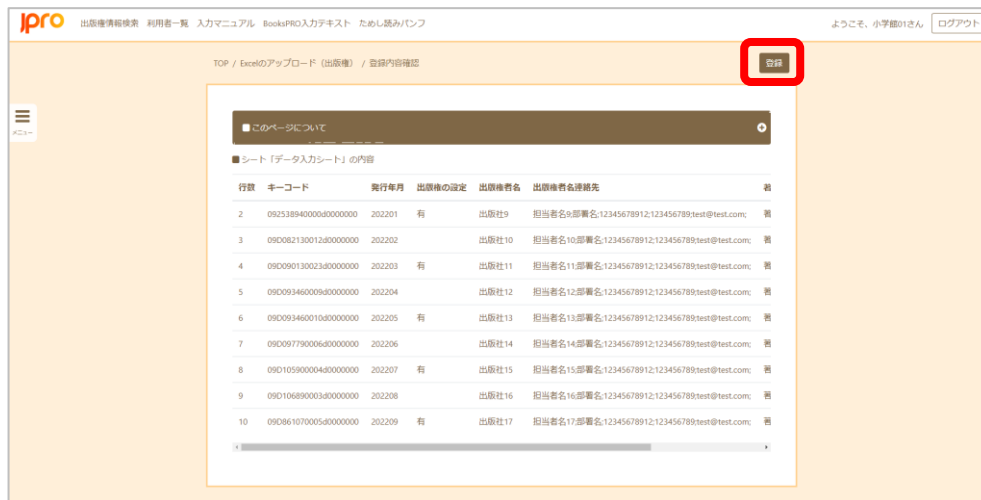 Jpro 出版権情報検索 利用者一覧 入力マニュアル BooksPRO入力テキスト ためし読みパンフ ようこそ、小学館01さん ログアウト
TOP / Excelのアップロード（出版権） / 登録内容確認 登録
メニュー
■このページについて
■シート「データ入力シート」の内容
行数 キーコード 発行年月 出版権の設定 出版権者名 出版権者名連絡先 著
2 092538940000d0000000 202201 有 出版社9 担当者名9;部署名;12345678912;123456789;test@test.com; 著
3 09D082130012d0000000 202202 出版社10 担当者名10;部署名;12345678912;123456789;test@test.com; 著
4 09D090130023d0000000 202203 有 出版社11 担当者名11;部署名;12345678912;123456789;test@test.com; 著
5 09D093460009d0000000 202204 出版社12 担当者名12;部署名;12345678912;123456789;test@test.com; 著
6 09D093460010d0000000 202205 有 出版社13 担当者名13;部署名;12345678912;123456789;test@test.com; 著
7 09D097790006d0000000 202206 出版社14 担当者名14;部署名;12345678912;123456789;test@test.com; 著
8 09D105900004d0000000 202207 有 出版社15 担当者名15;部署名;12345678912;123456789;test@test.com; 著
9 09D106890003d0000000 202208 出版社16 担当者名16;部署名;12345678912;123456789;test@test.com; 著
10 09D861070005d0000000 202209 有 出版社17 担当者名17;部署名;12345678912;123456789;test@test.com; 著